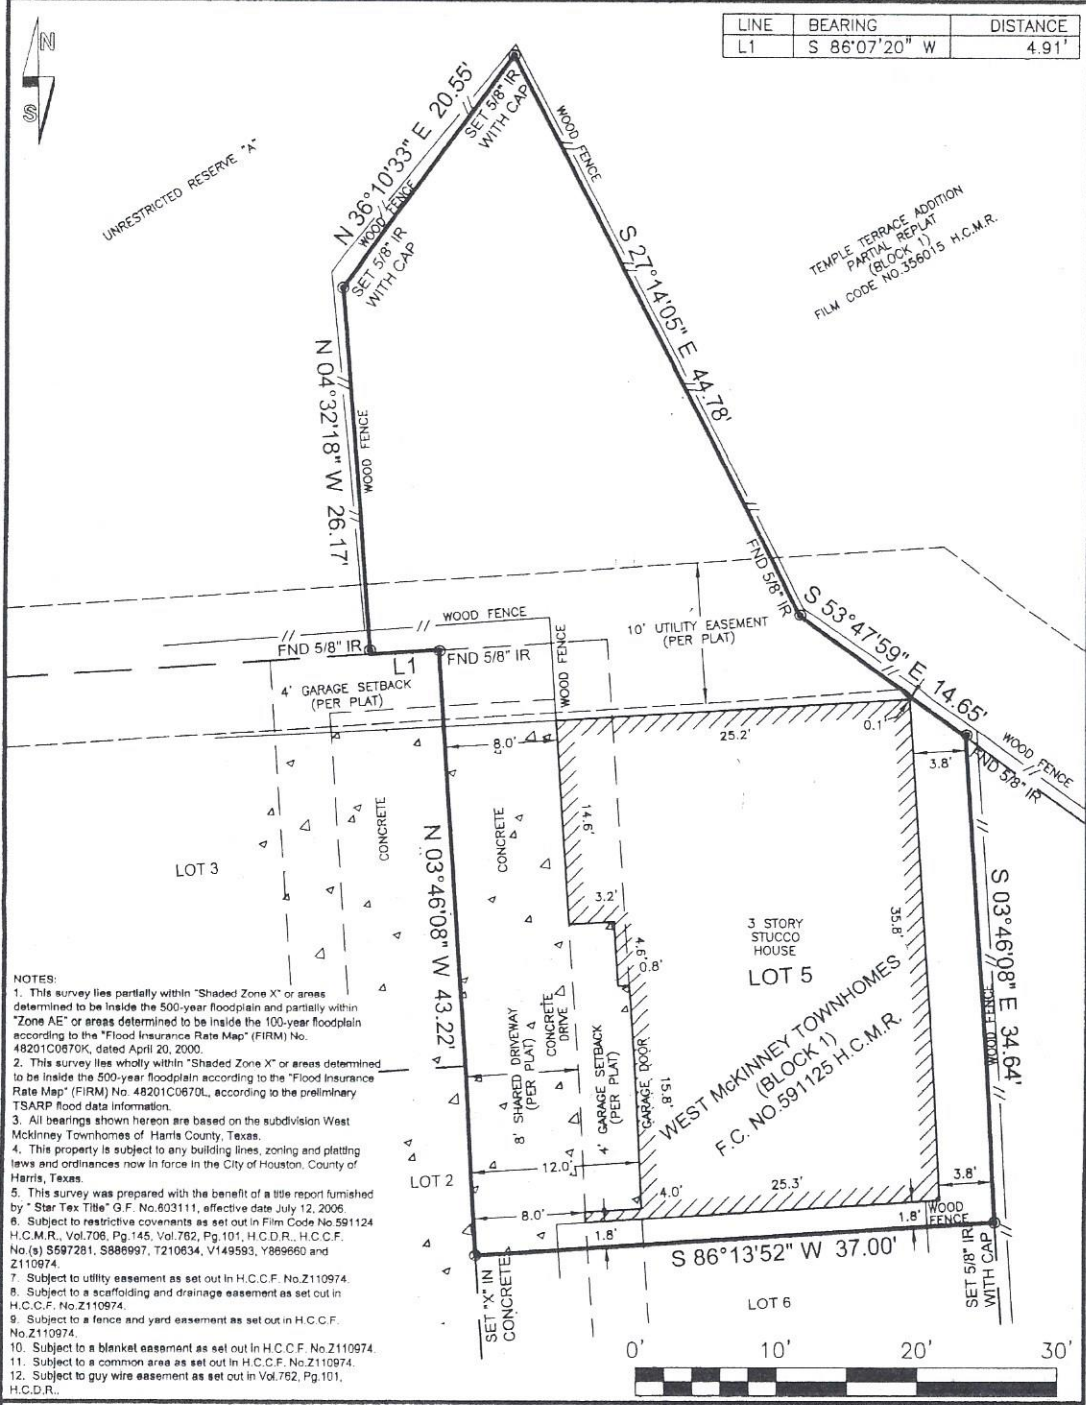 LINE BEARING DISTANCE
L1 S 86°07'20" W 4.91'
N
S
UNRESTRICTED RESERVE "A"
N 36°10'33" E 20.55'
WOOD FENCE
SET 5/8" IR
WITH CAP
SET 5/8" IR
WITH CAP
WOOD FENCE
S 27°14'05" E 44.78'
TEMPLE TERRACE ADDITION
PARTIAL REPLAT
(BLOCK 1)
FILM CODE NO.356015 H.C.M.R.
N 04°32'18" W 26.17'
WOOD FENCE
FND 5/8" IR
S 53°47'59" E 14.65'
WOOD FENCE
FND 5/8" IR
WOOD FENCE
10' UTILITY EASEMENT
(PER PLAT)
FND 5/8" IR
L1
FND 5/8" IR
WOOD FENCE
4' GARAGE SETBACK
(PER PLAT)
8.0'
25.2'
0.1'
3.8'
14.6'
CONCRETE
CONCRETE
N 03°46'08" W 43.22'
LOT 3
3.2'
4.6'
0.8'
35.8'
3 STORY
STUCCO
HOUSE
LOT 5
WEST McKINNEY TOWNHOMES
(BLOCK 1)
F.C. NO.591125 H.C.M.R.
S 03°46'08" E 34.64'
WOOD FENCE
8' SHARED DRIVEWAY
(PER PLAT)
CONCRETE
DRIVE
4' GARAGE SETBACK
(PER PLAT)
GARAGE DOOR
15.8'
LOT 2
12.0'
4.0'
25.3'
3.8'
8.0'
1.8'
1.8'
WOOD
FENCE
S 86°13'52" W 37.00'
SET "X" IN
CONCRETE
SET 5/8" IR
WITH CAP
LOT 6
NOTES:
1. This survey lies partially within "Shaded Zone X" or areas
determined to be inside the 500-year floodplain and partially within
"Zone AE" or areas determined to be inside the 100-year floodplain
according to the "Flood Insurance Rate Map" (FIRM) No.
48201C0670K, dated April 20, 2000.
2. This survey lies wholly within "Shaded Zone X" or areas determined
to be inside the 500-year floodplain according to the "Flood Insurance
Rate Map" (FIRM) No. 48201C0670L, according to the preliminary
TSARP flood data information.
3. All bearings shown hereon are based on the subdivision West
McKinney Townhomes of Harris County, Texas.
4. This property is subject to any building lines, zoning and platting
laws and ordinances now in force in the City of Houston, County of
Harris, Texas.
5. This survey was prepared with the benefit of a title report furnished
by " Star Tex Title" G.F. No.603111, effective date July 12, 2006.
6. Subject to restrictive covenants as set out in Film Code No.591124
H.C.M.R., Vol.706, Pg.145, Vol.762, Pg.101, H.C.D.R., H.C.C.F.
No.(s) S597281, S886997, T210634, V149593, Y869660 and
Z110974.
7. Subject to utility easement as set out in H.C.C.F. No.Z110974.
8. Subject to a scaffolding and drainage easement as set out in
H.C.C.F. No.Z110974.
9. Subject to a fence and yard easement as set out in H.C.C.F.
No.Z110974.
10. Subject to a blanket easement as set out in H.C.C.F. No.Z110974.
11. Subject to a common area as set out in H.C.C.F. No.Z110974.
12. Subject to guy wire easement as set out in Vol.762, Pg.101,
H.C.D.R..
0' 10' 20' 30'